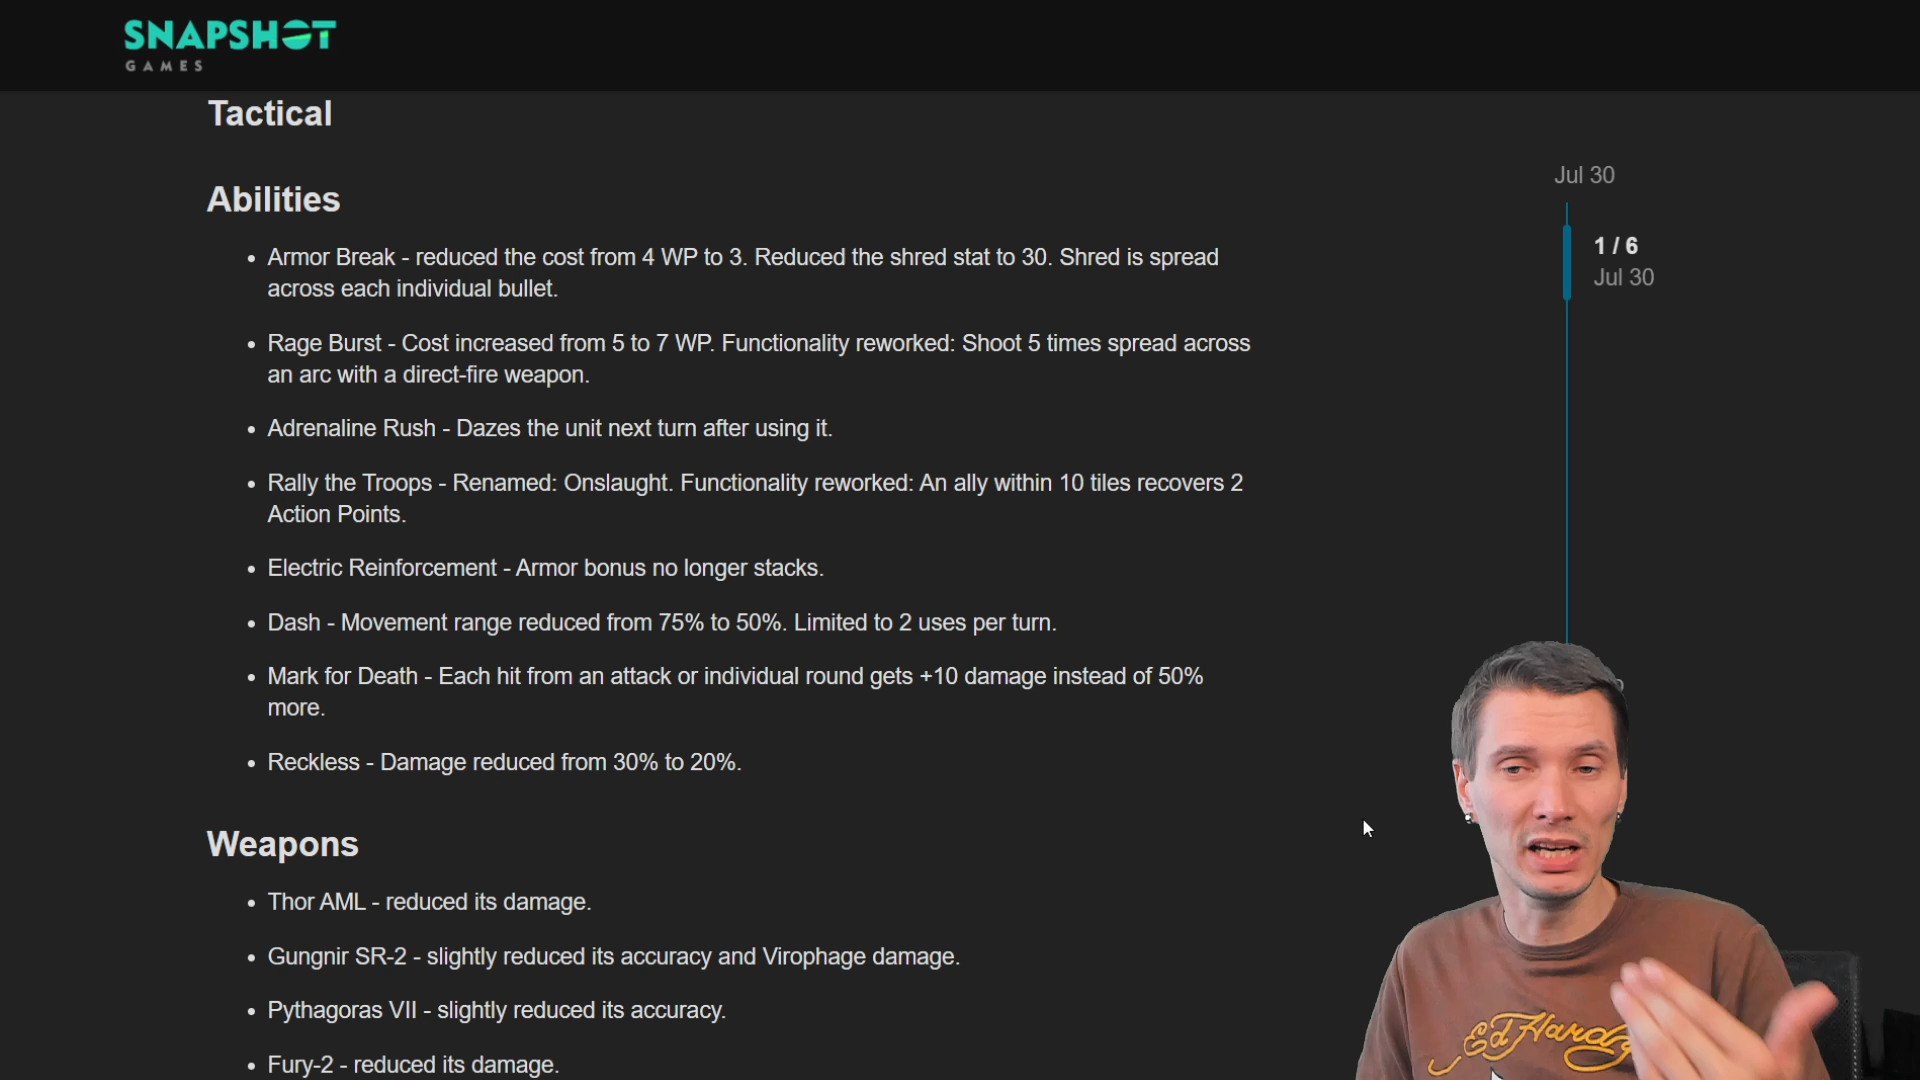 SNAPSHOT
GAMES
Tactical
Abilities
Jul 30
1 / 6
Jul 30
• Armor Break - reduced the cost from 4 WP to 3. Reduced the shred stat to 30. Shred is spread
across each individual bullet.
• Rage Burst - Cost increased from 5 to 7 WP. Functionality reworked: Shoot 5 times spread across
an arc with a direct-fire weapon.
• Adrenaline Rush - Dazes the unit next turn after using it.
• Rally the Troops - Renamed: Onslaught. Functionality reworked: An ally within 10 tiles recovers 2
Action Points.
• Electric Reinforcement - Armor bonus no longer stacks.
• Dash - Movement range reduced from 75% to 50%. Limited to 2 uses per turn.
• Mark for Death - Each hit from an attack or individual round gets +10 damage instead of 50%
more.
• Reckless - Damage reduced from 30% to 20%.
Weapons
• Thor AML - reduced its damage.
• Gungnir SR-2 - slightly reduced its accuracy and Virophage damage.
• Pythagoras VII - slightly reduced its accuracy.
• Fury-2 - reduced its damage.
Ed Hardy